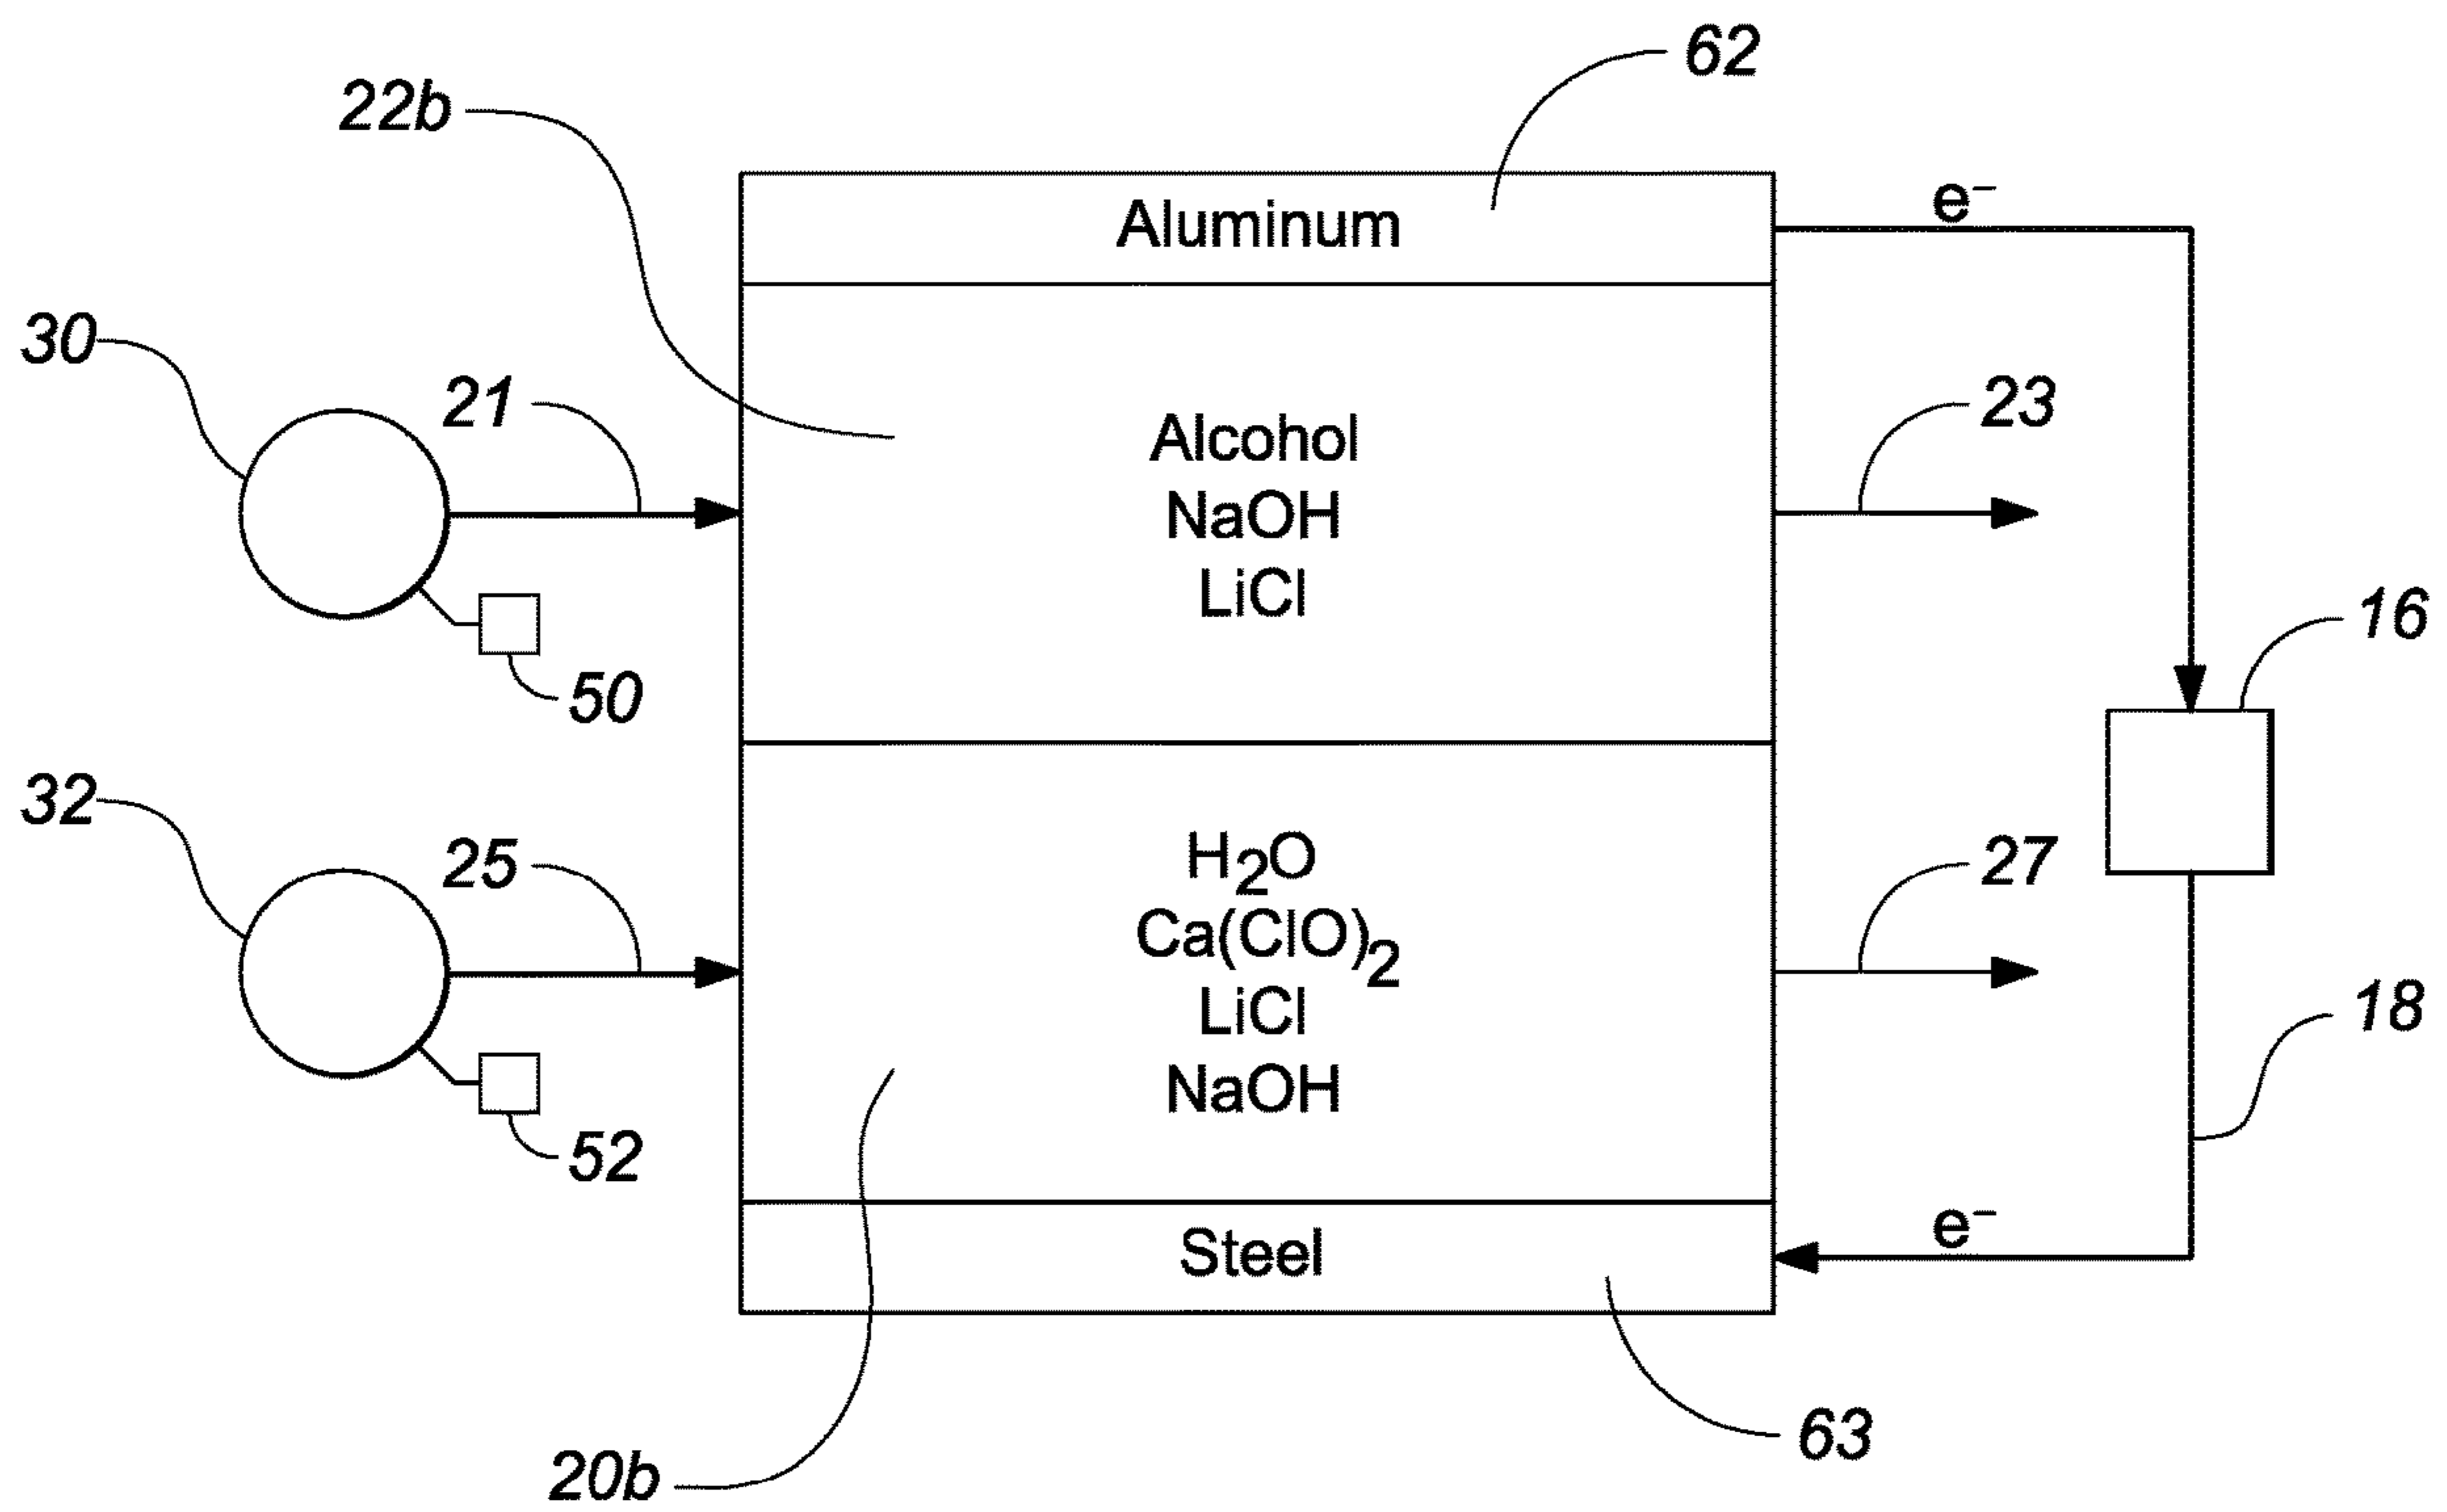 62
22b
Aluminum
e⁻
30
21
23
Alcohol
NaOH
LiCl
16
50
32
25
27
H₂O
Ca(ClO)₂
LiCl
NaOH
18
52
Steel
e⁻
63
20b